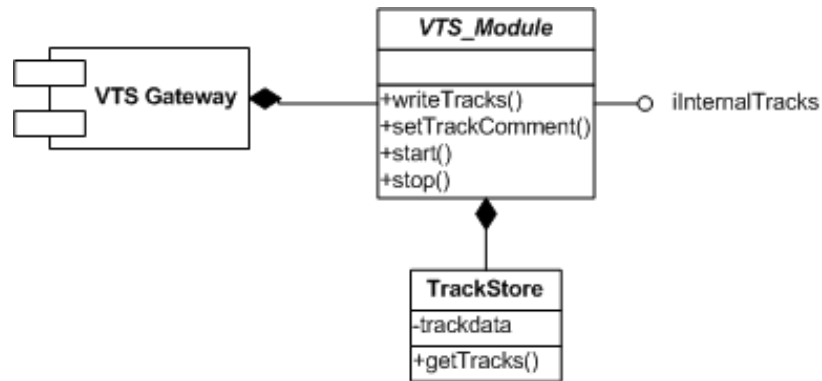 VTS_Module
VTS Gateway
+writeTracks()
+setTrackComment()
+start()
+stop()
iInternalTracks
TrackStore
-trackdata
+getTracks()